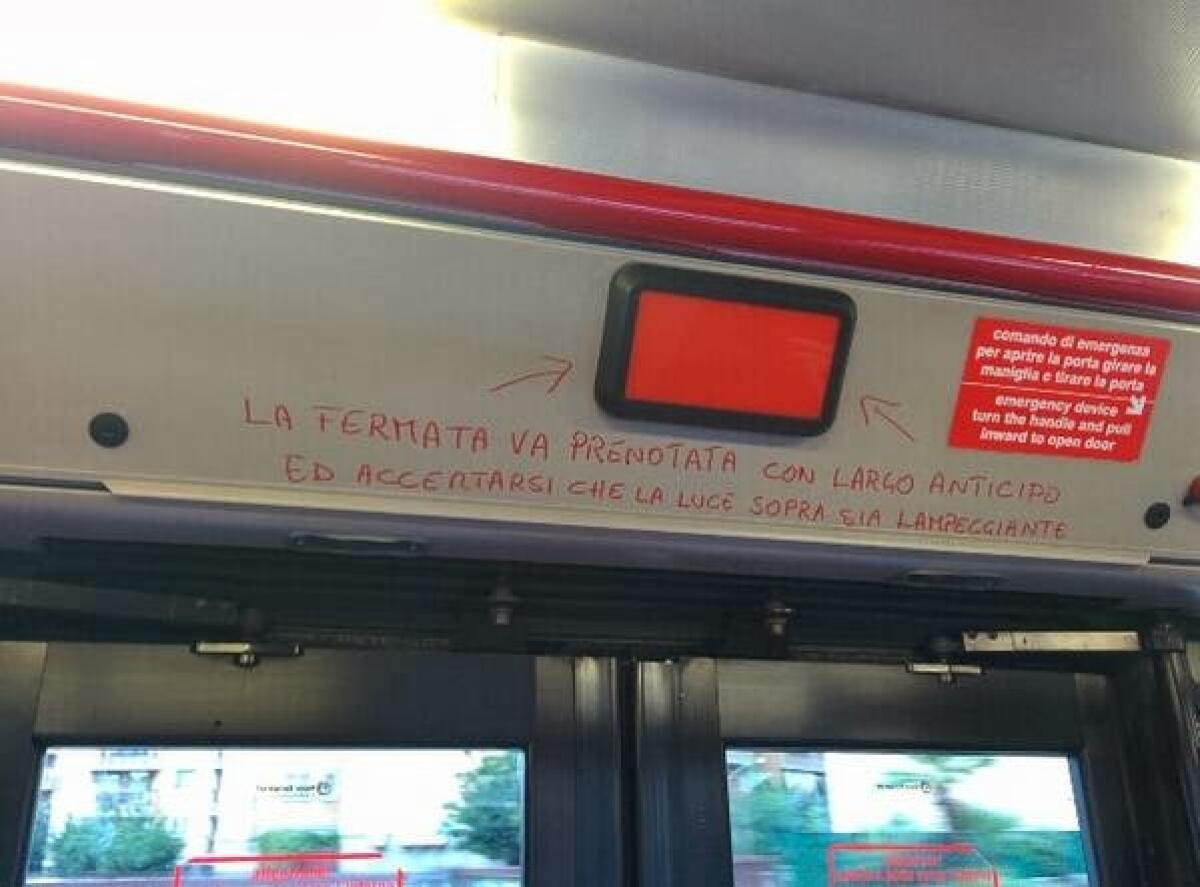 LA FERMATA VA PRENOTATA CON LARGO ANTICIPO
ED ACCERTARSI CHE LA LUCE SOPRA SIA LAMPEGGIANTE
comando di emergenza
per aprire la porta girare la
maniglia e tirare la porta
emergency device
turn the handle and pull
inward to open door